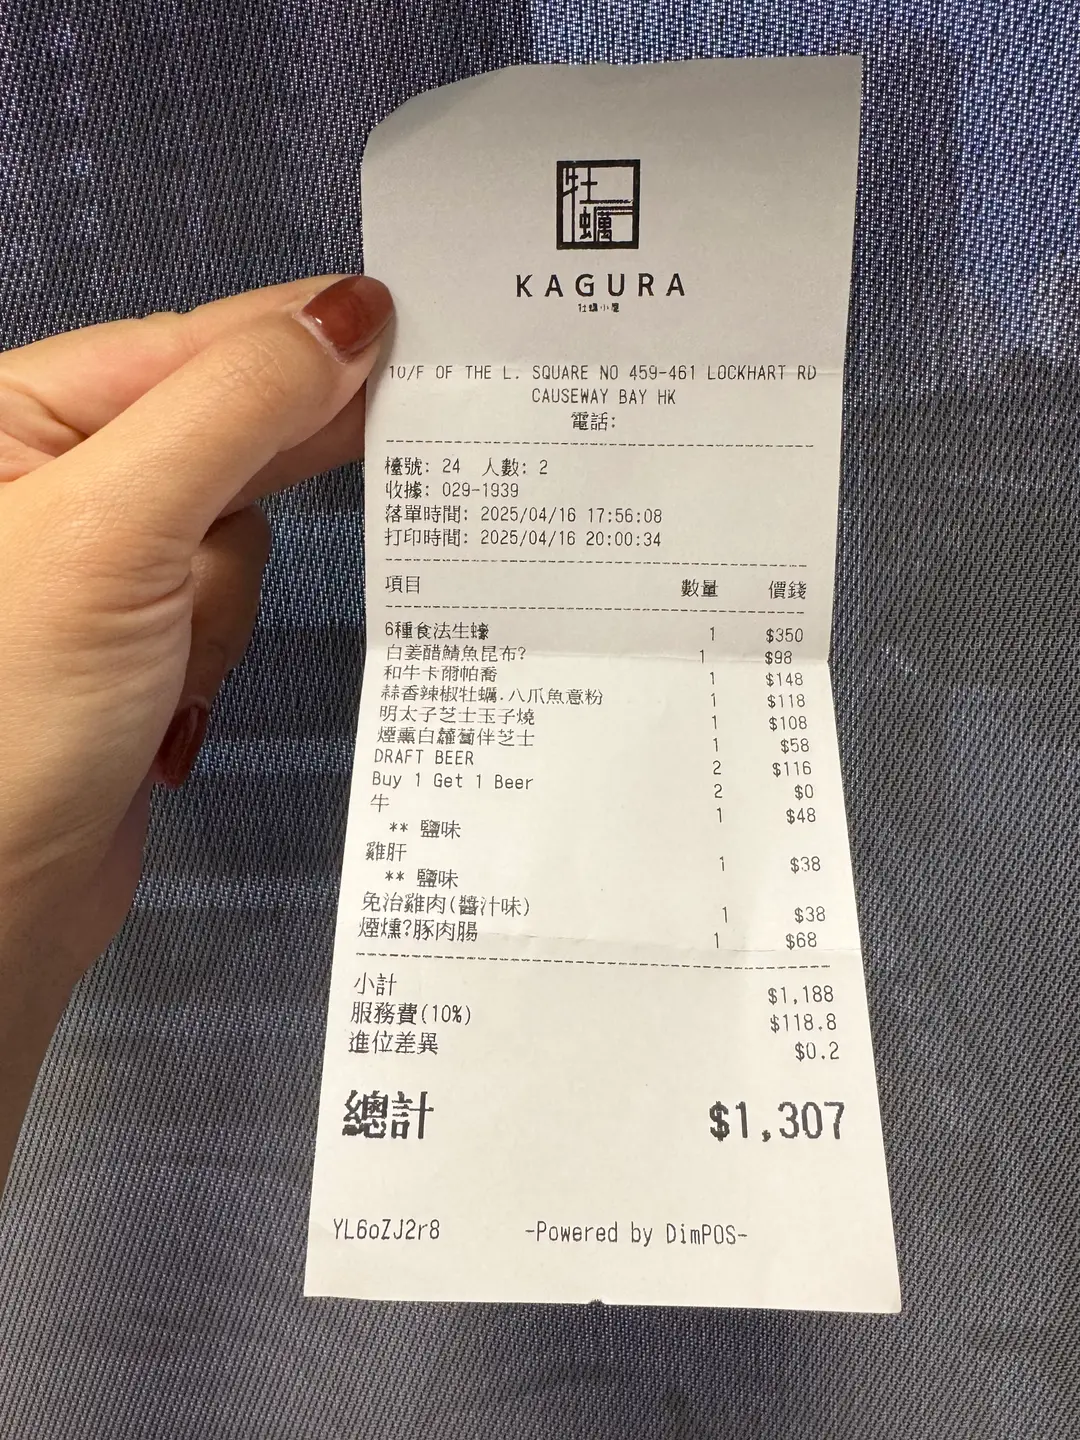 牡蠣
KAGURA
牡蠣小屋
10/F OF THE L. SQUARE NO 459-461 LOCKHART RD
CAUSEWAY BAY HK
電話:
檯號: 24 人數: 2
收據: 029-1939
落單時間: 2025/04/16 17:56:08
打印時間: 2025/04/16 20:00:34
項目 數量 價錢
6種食法生蠔 1 $350
白姜醋鯖魚昆布? 1 $98
和牛卡爾帕喬 1 $148
蒜香辣椒牡蠣.八爪魚意粉 1 $118
明太子芝士玉子燒 1 $108
煙熏白蘿蔔伴芝士 1 $58
DRAFT BEER 2 $116
Buy 1 Get 1 Beer 2 $0
牛 1 $48
** 鹽味
雞肝 1 $38
** 鹽味
免治雞肉(醬汁味) 1 $38
煙燻?豚肉腸 1 $68
小計 $1,188
服務費(10%) $118.8
進位差異 $0.2
總計 $1,307
YL6oZJ2r8 -Powered by DimPOS-